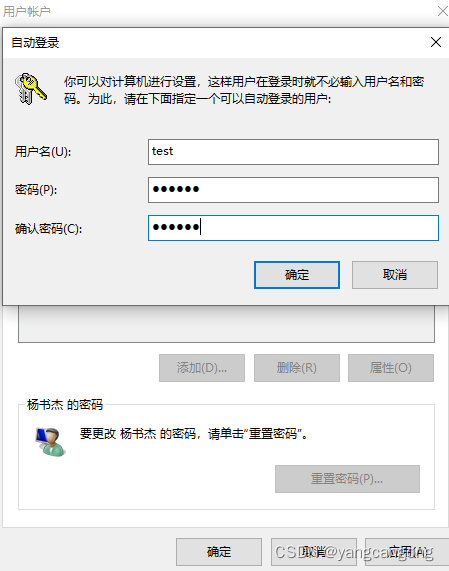 用户帐户
自动登录
你可以对计算机进行设置，这样用户在登录时就不必输入用户名和密
码。为此，请在下面指定一个可以自动登录的用户:
用户名(U):
test
密码(P):
确认密码(C):
确定
取消
添加(D)...
删除(R)
属性(O)
杨书杰 的密码
要更改 杨书杰 的密码，请单击“重置密码”。
重置密码(P)...
确定
取消
应用(A)
CSDN @yangcangong